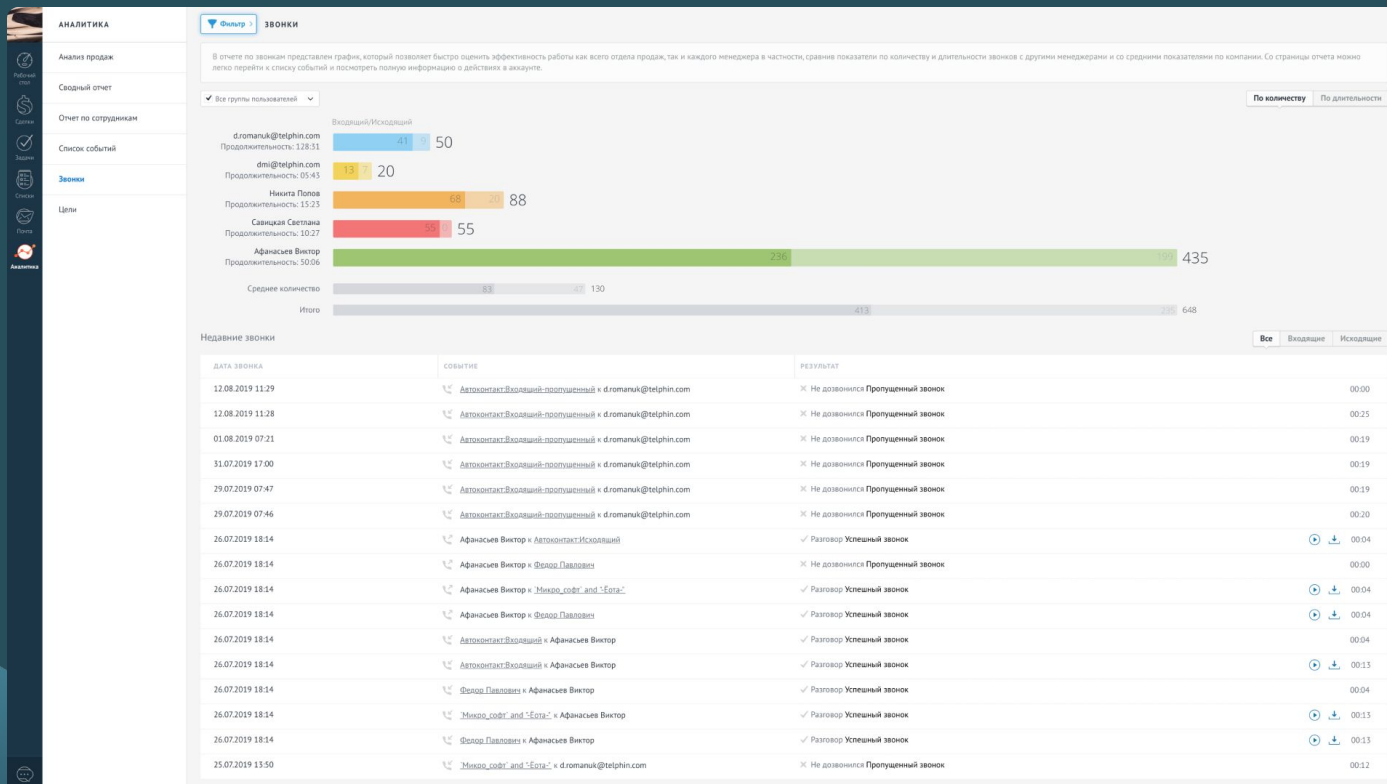 АНАЛИТИКА
Фильтр
ЗВОНКИ
Рабочий
стол
Сделки
Задачи
Списки
Почта
Аналитика
Анализ продаж
Сводный отчет
Отчет по сотрудникам
Список событий
Звонки
Цели
В отчете по звонкам представлен график, который позволяет быстро оценить эффективность работы как всего отдела продаж, так и каждого менеджера в частности, сравнив показатели по количеству и длительности звонков с другими менеджерами и со средними показателями по компании. Со страницы отчета можно
легко перейти к списку событий и посмотреть полную информацию о действиях в аккаунте.
Все группы пользователей
По количеству По длительности
Входящий/Исходящий
d.romanuk@telphin.com
Продолжительность: 128:31
41 9 50
dmi@telphin.com
Продолжительность: 05:43
13 7 20
Никита Попов
Продолжительность: 15:23
68 20 88
Савицкая Светлана
Продолжительность: 10:27
55 0 55
Афанасьев Виктор
Продолжительность: 50:06
236 199 435
Среднее количество 83 47 130
Итого 413 235 648
Недавние звонки
Все Входящие Исходящие
ДАТА ЗВОНКА СОБЫТИЕ РЕЗУЛЬТАТ
12.08.2019 11:29 Автоконтакт:Входящий-пропущенный к d.romanuk@telphin.com Не дозвонился Пропущенный звонок 00:00
12.08.2019 11:28 Автоконтакт:Входящий-пропущенный к d.romanuk@telphin.com Не дозвонился Пропущенный звонок 00:25
01.08.2019 07:21 Автоконтакт:Входящий-пропущенный к d.romanuk@telphin.com Не дозвонился Пропущенный звонок 00:19
31.07.2019 17:00 Автоконтакт:Входящий-пропущенный к d.romanuk@telphin.com Не дозвонился Пропущенный звонок 00:19
29.07.2019 07:47 Автоконтакт:Входящий-пропущенный к d.romanuk@telphin.com Не дозвонился Пропущенный звонок 00:19
29.07.2019 07:46 Автоконтакт:Входящий-пропущенный к d.romanuk@telphin.com Не дозвонился Пропущенный звонок 00:20
26.07.2019 18:14 Афанасьев Виктор к Автоконтакт:Исходящий Разговор Успешный звонок 00:04
26.07.2019 18:14 Афанасьев Виктор к Федор Павлович Не дозвонился Пропущенный звонок 00:00
26.07.2019 18:14 Афанасьев Виктор к `Микро_софт` and "-Ёота-" Разговор Успешный звонок 00:04
26.07.2019 18:14 Афанасьев Виктор к Федор Павлович Разговор Успешный звонок 00:04
26.07.2019 18:14 Автоконтакт:Входящий к Афанасьев Виктор Разговор Успешный звонок 00:04
26.07.2019 18:14 Автоконтакт:Входящий к Афанасьев Виктор Разговор Успешный звонок 00:13
26.07.2019 18:14 Федор Павлович к Афанасьев Виктор Разговор Успешный звонок 00:04
26.07.2019 18:14 `Микро_софт` and "-Ёота-" к Афанасьев Виктор Разговор Успешный звонок 00:13
26.07.2019 18:14 Федор Павлович к Афанасьев Виктор Разговор Успешный звонок 00:13
25.07.2019 13:50 `Микро_софт` and "-Ёота-" к d.romanuk@telphin.com Не дозвонился Пропущенный звонок 00:12